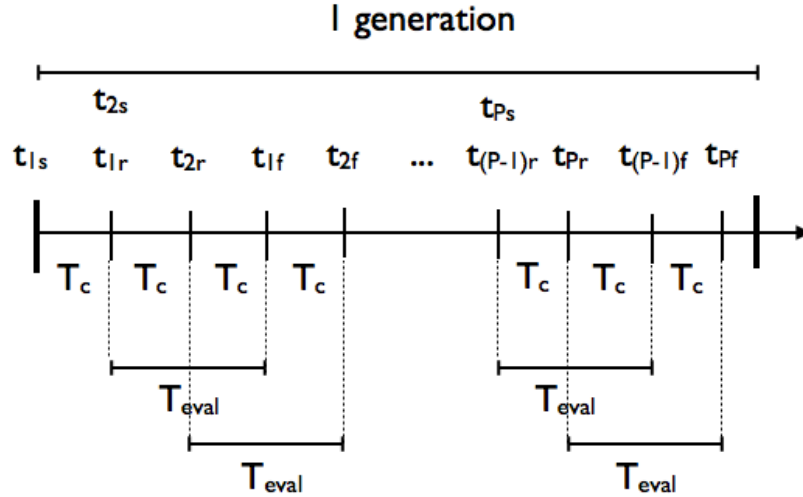 1 generation
t2s tPs
t1s t1r t2r t1f t2f ... t(P-1)r tPr t(P-1)f tPf
Tc Tc Tc Tc Tc Tc Tc
Teval Teval
Teval Teval